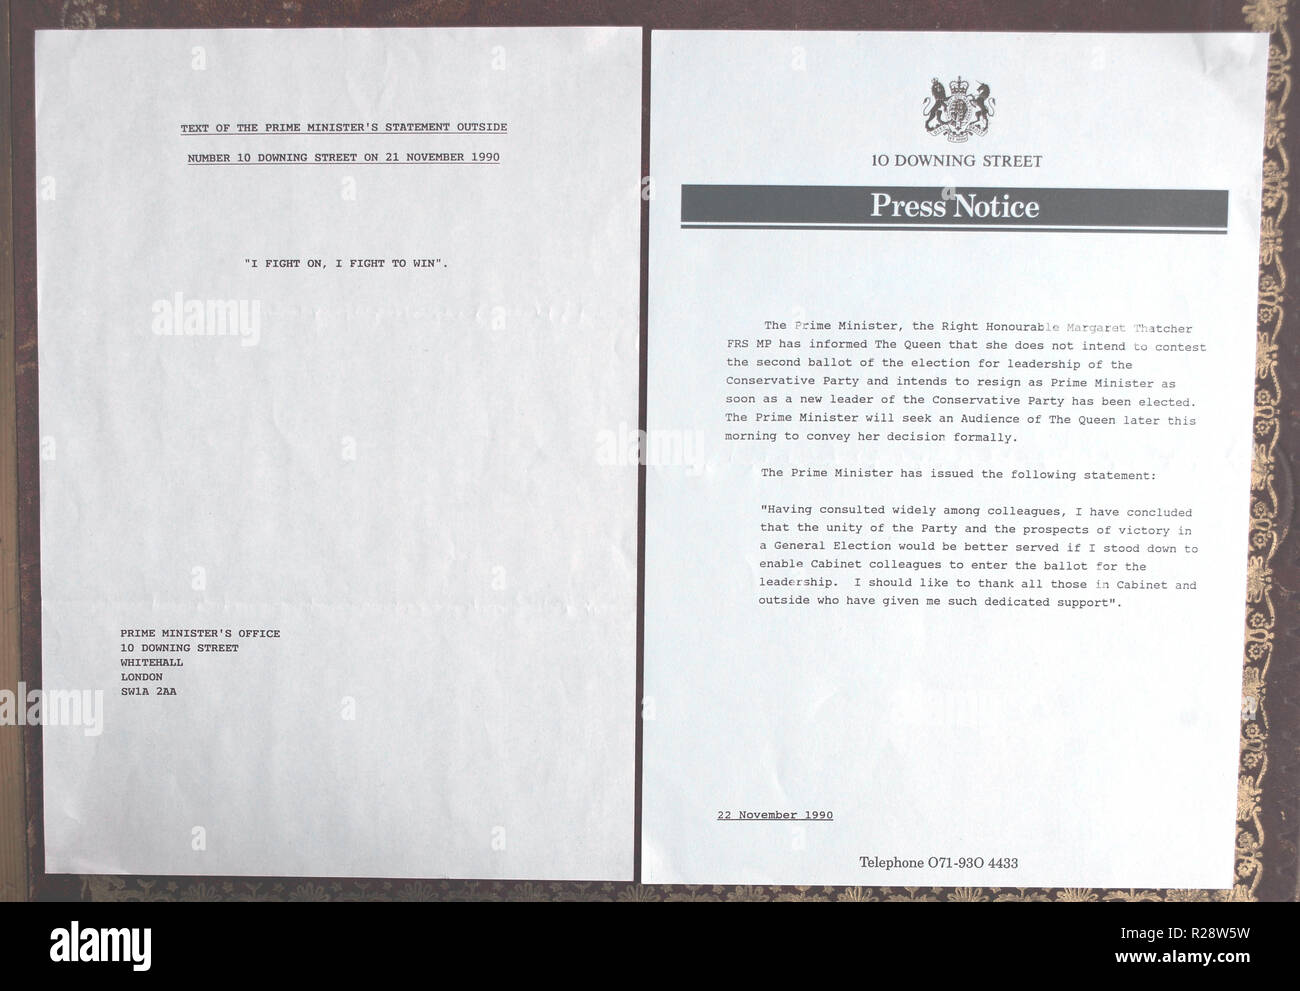 TEXT OF THE PRIME MINISTER'S STATEMENT OUTSIDE
NUMBER 10 DOWNING STREET ON 21 NOVEMBER 1990
"I FIGHT ON, I FIGHT TO WIN".
PRIME MINISTER'S OFFICE
10 DOWNING STREET
WHITEHALL
LONDON
SW1A 2AA
10 DOWNING STREET
Press Notice
The Prime Minister, the Right Honourable Margaret Thatcher
FRS MP has informed The Queen that she does not intend to contest
the second ballot of the election for leadership of the
Conservative Party and intends to resign as Prime Minister as
soon as a new leader of the Conservative Party has been elected.
The Prime Minister will seek an Audience of The Queen later this
morning to convey her decision formally.
The Prime Minister has issued the following statement:
"Having consulted widely among colleagues, I have concluded
that the unity of the Party and the prospects of victory in
a General Election would be better served if I stood down to
enable Cabinet colleagues to enter the ballot for the
leadership. I should like to thank all those in Cabinet and
outside who have given me such dedicated support".
22 November 1990
Telephone 071-930 4433
alamy
alamy
alamy
alamy
a
a
a
a
a
a
a
a
alamy
Image ID: R28W5W
www.alamy.com